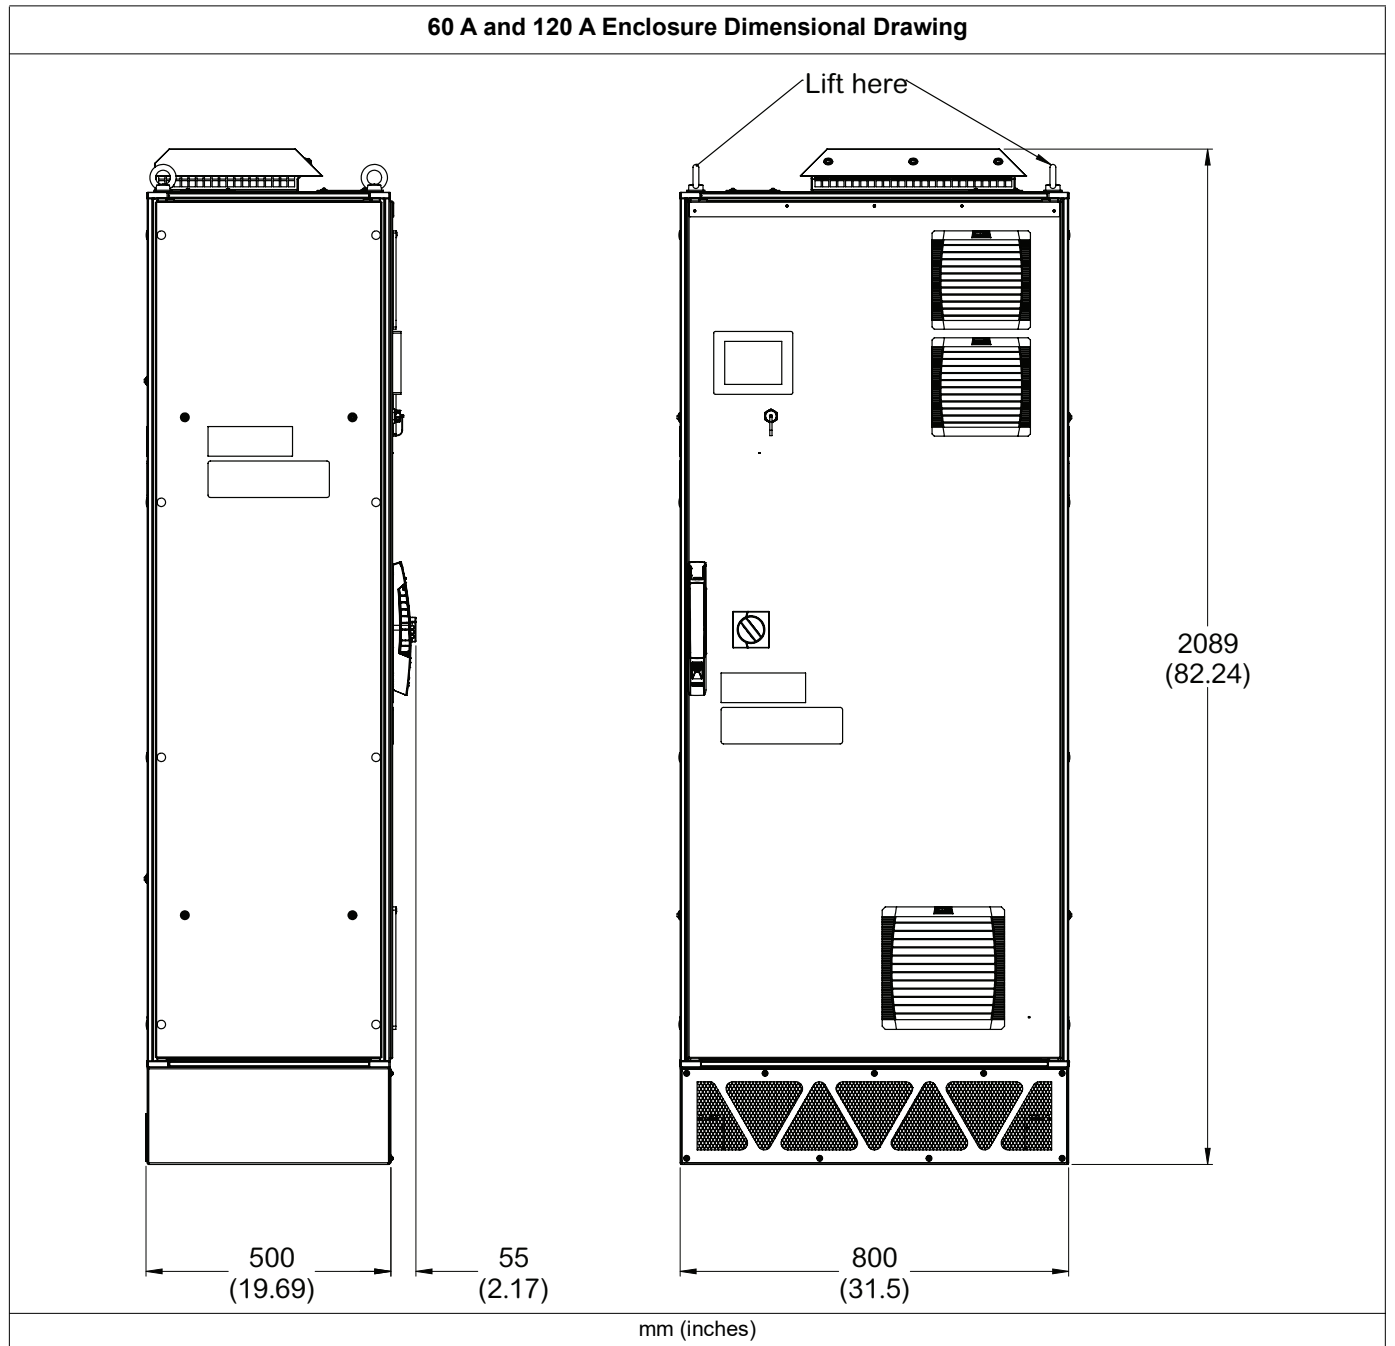 60 A and 120 A Enclosure Dimensional Drawing
Lift here
2089
(82.24)
500
(19.69)
55
(2.17)
800
(31.5)
mm (inches)